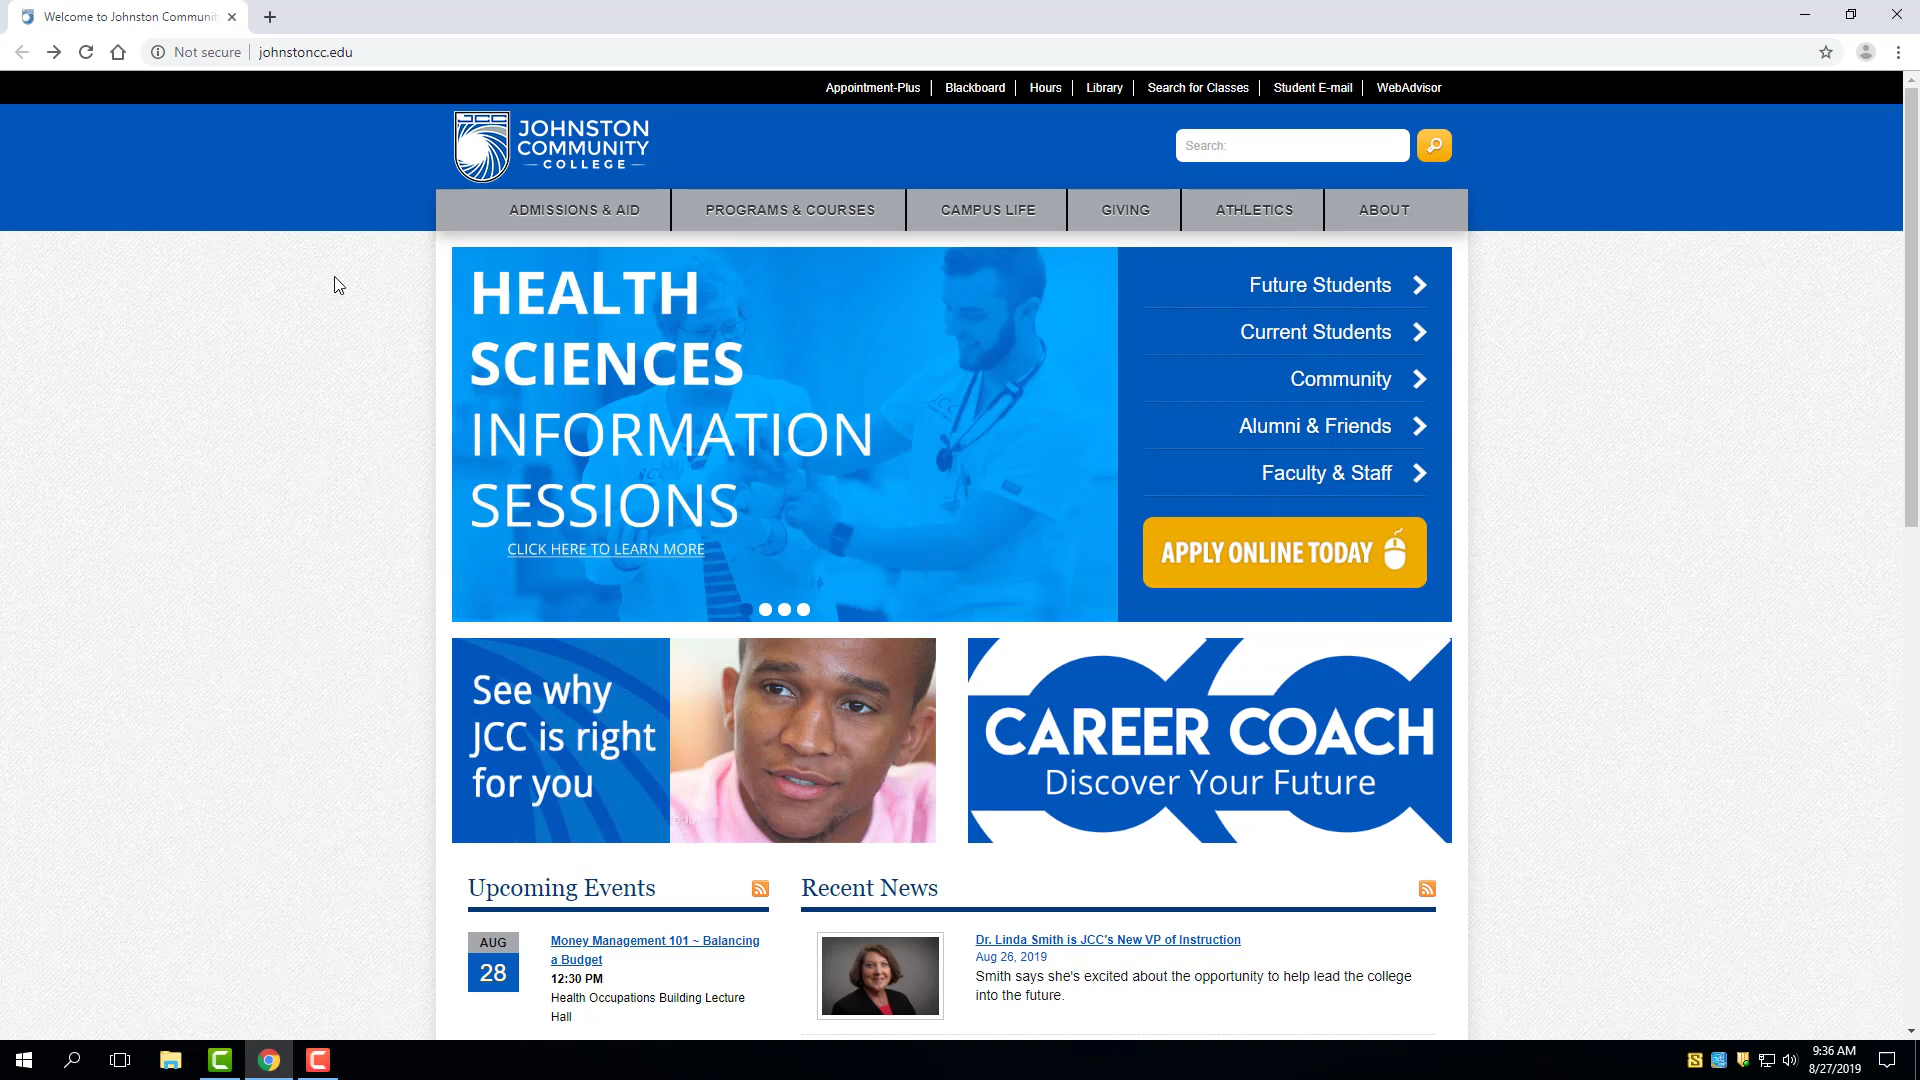 Welcome to Johnston Communit
Not secure
johnstoncc.edu
Appointment-Plus
Blackboard
Hours
Library
Search for Classes
Student E-mail
WebAdvisor
JCC
JOHNSTON
COMMUNITY
COLLEGE
Search:
ADMISSIONS & AID
PROGRAMS & COURSES
CAMPUS LIFE
GIVING
ATHLETICS
ABOUT
HEALTH
SCIENCES
INFORMATION
SESSIONS
CLICK HERE TO LEARN MORE
Future Students
Current Students
Community
Alumni & Friends
Faculty & Staff
APPLY ONLINE TODAY
See why
JCC is right
for you
CAREER COACH
Discover Your Future
Upcoming Events
AUG
28
Money Management 101 ~ Balancing
a Budget
12:30 PM
Health Occupations Building Lecture
Hall
Recent News
Dr. Linda Smith is JCC's New VP of Instruction
Aug 26, 2019
Smith says she's excited about the opportunity to help lead the college
into the future.
9:36 AM
8/27/2019